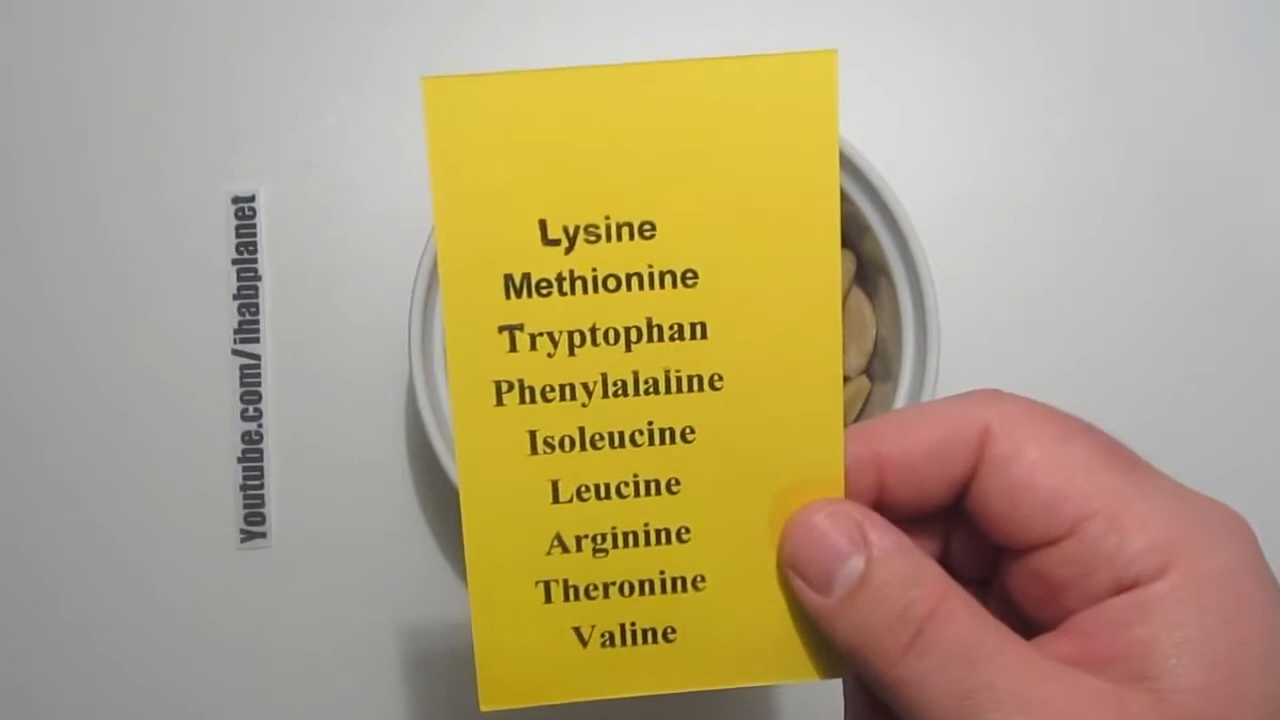 Youtube.com/ihabplanet
Lysine
Methionine
Tryptophan
Phenylalaline
Isoleucine
Leucine
Arginine
Theronine
Valine